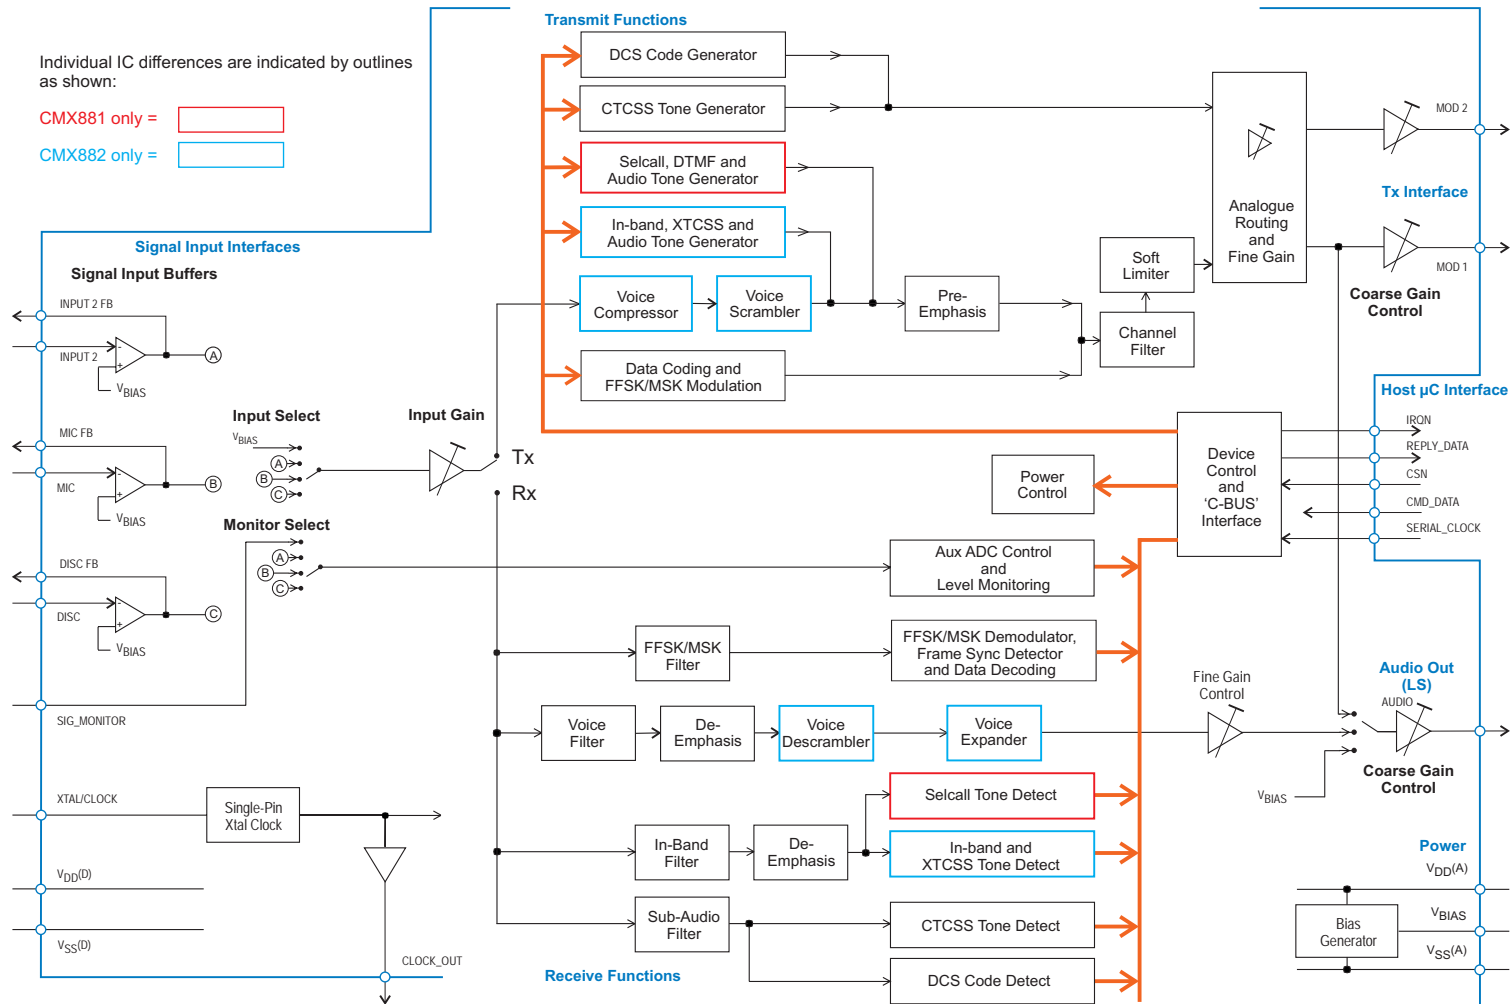 Transmit Functions
Individual IC differences are indicated by outlines
as shown:
CMX881 only =
CMX882 only =
DCS Code Generator
CTCSS Tone Generator
Selcall, DTMF and
Audio Tone Generator
In-band, XTCSS and
Audio Tone Generator
Voice
Compressor
Voice
Scrambler
Pre-
Emphasis
Data Coding and
FFSK/MSK Modulation
Soft
Limiter
Channel
Filter
Analogue
Routing
and
Fine Gain
MOD 2
Tx Interface
MOD 1
Coarse Gain
Control
Signal Input Interfaces
Signal Input Buffers
INPUT 2 FB
INPUT 2
-
+
A
VBIAS
MIC FB
MIC
-
+
B
VBIAS
DISC FB
DISC
-
+
C
VBIAS
Input Select
VBIAS
A
B
C
Input Gain
Tx
Rx
Monitor Select
A
B
C
SIG_MONITOR
Host µC Interface
IRQN
REPLY_DATA
CSN
CMD_DATA
SERIAL_CLOCK
Device
Control
and
‘C-BUS’
Interface
Power
Control
Aux ADC Control
and
Level Monitoring
FFSK/MSK
Filter
FFSK/MSK Demodulator,
Frame Sync Detector
and Data Decoding
Voice
Filter
De-
Emphasis
Voice
Descrambler
Voice
Expander
Fine Gain
Control
Audio Out
(LS)
AUDIO
Coarse Gain
Control
VBIAS
Selcall Tone Detect
In-Band
Filter
De-
Emphasis
In-band and
XTCSS Tone Detect
Sub-Audio
Filter
CTCSS Tone Detect
DCS Code Detect
Receive Functions
XTAL/CLOCK
Single-Pin
Xtal Clock
VDD(D)
VSS(D)
CLOCK_OUT
Power
VDD(A)
Bias
Generator
VBIAS
VSS(A)